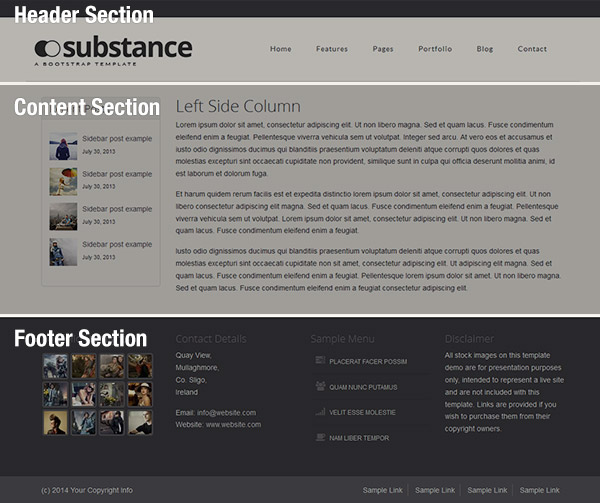 Header Section
substance
A BOOTSTRAP TEMPLATE
Home Features Pages Portfolio Blog Contact
Content Section
Sidebar post example
July 30, 2013
Sidebar post example
July 30, 2013
Sidebar post example
July 30, 2013
Sidebar post example
July 30, 2013
Left Side Column
Lorem ipsum dolor sit amet, consectetur adipiscing elit. Ut non libero magna. Sed et quam lacus. Fusce condimentum
eleifend enim a feugiat. Pellentesque viverra vehicula sem ut volutpat. Integer sed arcu. At vero eos et accusamus et
iusto odio dignissimos ducimus qui blanditiis praesentium voluptatum deleniti atque corrupti quos dolores et quas
molestias excepturi sint occaecati cupiditate non provident, similique sunt in culpa qui officia deserunt mollitia animi, id
est laborum et dolorum fuga.
Et harum quidem rerum facilis est et expedita distinctio lorem ipsum dolor sit amet, consectetur adipiscing elit. Ut non
libero consectetur adipiscing elit magna. Sed et quam lacus. Fusce condimentum eleifend enim a feugiat. Pellentesque
viverra vehicula sem ut volutpat. Lorem ipsum dolor sit amet, consectetur adipiscing elit. Ut non libero magna. Sed et
quam lacus. Fusce condimentum eleifend enim a feugiat.
Iusto odio dignissimos ducimus qui blanditiis praesentium voluptatum deleniti atque corrupti quos dolores et quas
molestias excepturi sint occaecati cupiditate non sit amet, consectetur adipiscing elit. Ut non libero magna. Sed et
quam lacus. Fusce condimentum eleifend enim a feugiat. Pellentesque lorem ipsum dolor sit amet. Ut non libero magna.
Sed et quam lacus. Fusce condimentum eleifend enim a feugiat consectetur adipiscing elit.
Footer Section
Contact Details
Quay View,
Mullaghmore,
Co. Sligo,
Ireland
Email: info@website.com
Website: www.website.com
Sample Menu
PLACERAT FACER POSSIM
QUAM NUNC PUTAMUS
VELIT ESSE MOLESTIE
NAM LIBER TEMPOR
Disclaimer
All stock images on this template
demo are for presentation purposes
only, intended to represent a live site
and are not included with this
template. Links are provided if you
wish to purchase them from their
copyright owners.
(c) 2014 Your Copyright Info
Sample Link Sample Link Sample Link Sample Link